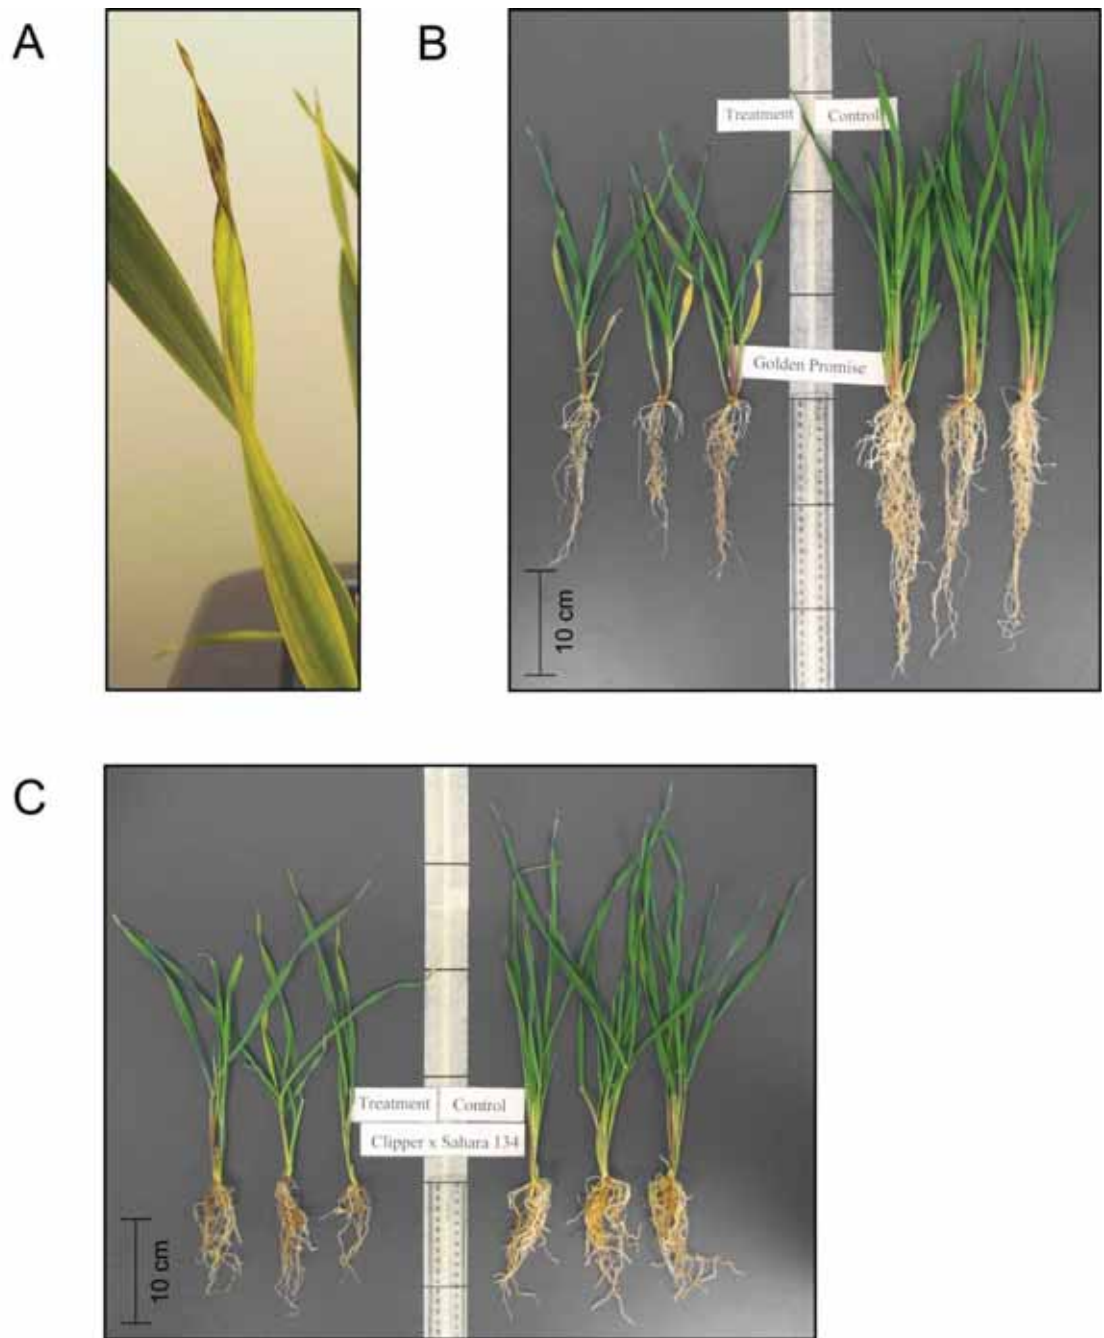 A
B
Treatment
Control
Golden Promise
10 cm
C
Treatment
Control
Clipper x Sahara 134
10 cm